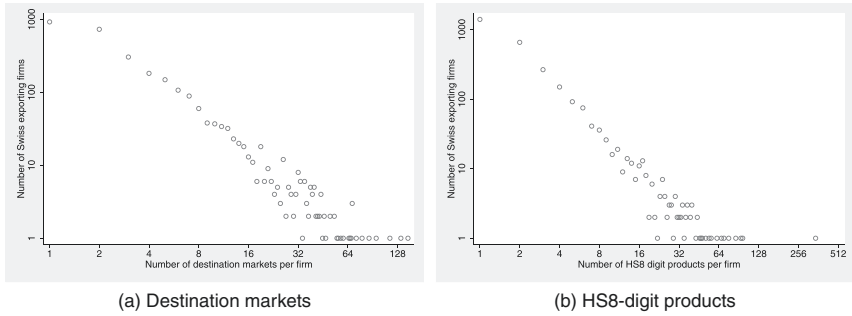 Number of Swiss exporting firms
1000
100
10
1
1 2 4 8 16 32 64 128
Number of destination markets per firm
(a) Destination markets
Number of Swiss exporting firms
1000
100
10
1
1 2 4 8 16 32 64 128 256 512
Number of HS8 digit products per firm
(b) HS8-digit products